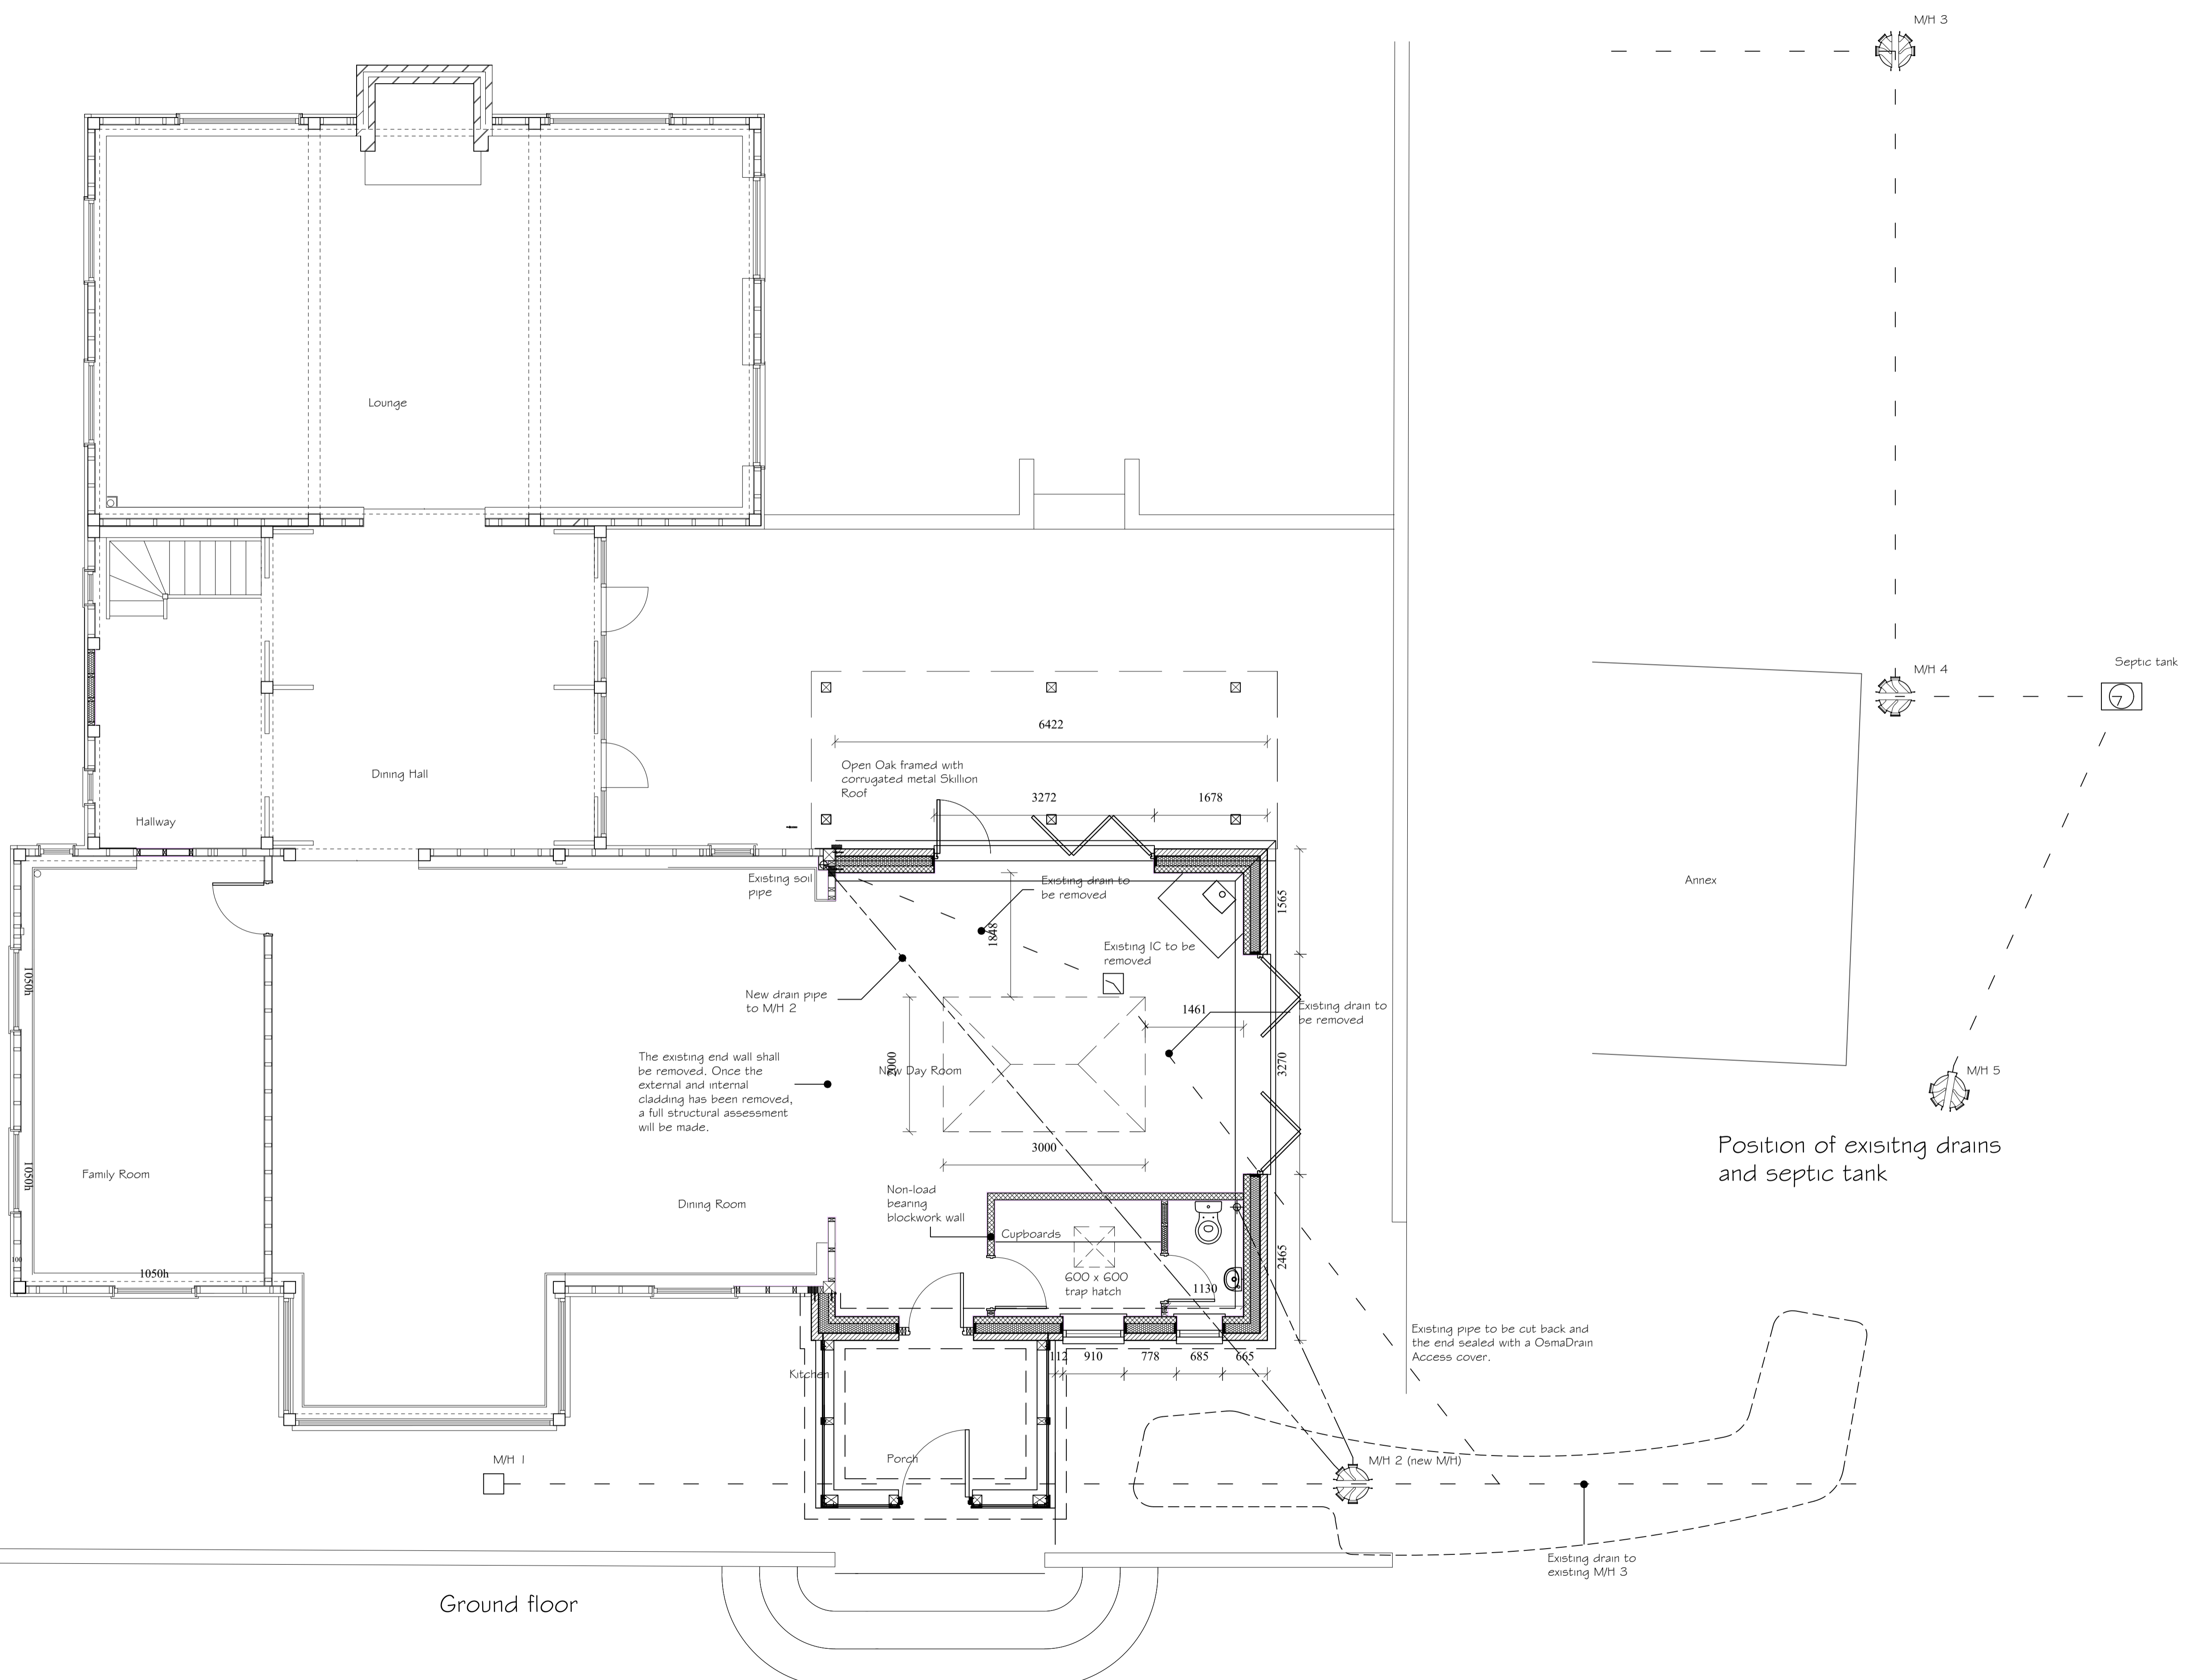 M/H 3
Lounge
Septic tank
M/H 4
6422
Open Oak framed with
corrugated metal Skillion
Roof
Dining Hall
3272
1678
Hallway
Existing soil
pipe
Existing drain to
be removed
Annex
1565
1848
Existing IC to be
removed
1050h
New drain pipe
to M/H 2
1461
Existing drain to
be removed
The existing end wall shall
be removed. Once the
external and internal
cladding has been removed,
a full structural assessment
will be made.
2000
New Day Room
3270
M/H 5
3000
Position of exisitng drains
and septic tank
Family Room
1050h
Non-load
bearing
blockwork wall
Dining Room
Cupboards
2465
100
1050h
600 x 600
trap hatch
1130
Existing pipe to be cut back and
the end sealed with a OsmaDrain
Access cover.
112
910
778
685
665
Kitchen
M/H 1
Porch
M/H 2 (new M/H)
Existing drain to
existing M/H 3
Ground floor